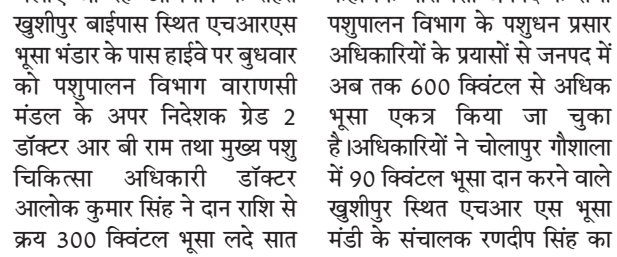 खुशीपुर बाईपास स्थित एचआरएस
भूसा भंडार के पास हाईवे पर बुधवार
को पशुपालन विभाग वाराणसी
मंडल के अपर निदेशक ग्रेड 2
डॉक्टर आर बी राम तथा मुख्य पशु
चिकित्सा अधिकारी डॉक्टर
आलोक कुमार सिंह ने दान राशि से
क्रय 300 क्विंटल भूसा लदे सात
पशुपालन विभाग के पशुधन प्रसार
अधिकारियों के प्रयासों से जनपद में
अब तक 600 क्विंटल से अधिक
भूसा एकत्र किया जा चुका
है।अधिकारियों ने चोलापुर गौशाला
में 90 क्विंटल भूसा दान करने वाले
खुशीपुर स्थित एचआर एस भूसा
मंडी के संचालक रणदीप सिंह का